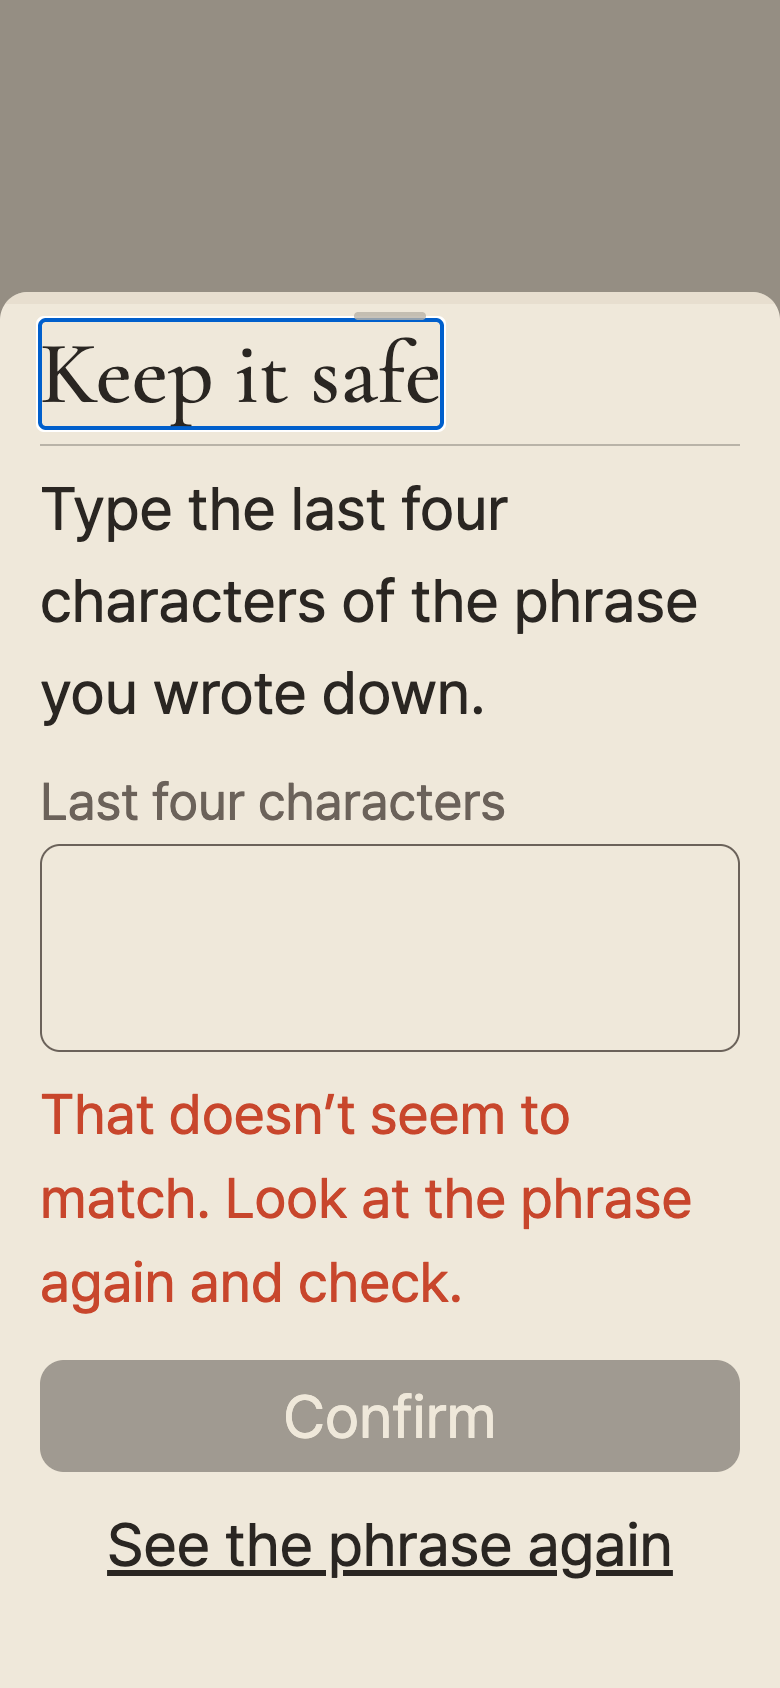 Keep it safe
Type the last four
characters of the phrase
you wrote down.
Last four characters
That doesn’t seem to
match. Look at the phrase
again and check.
Confirm
See the phrase again